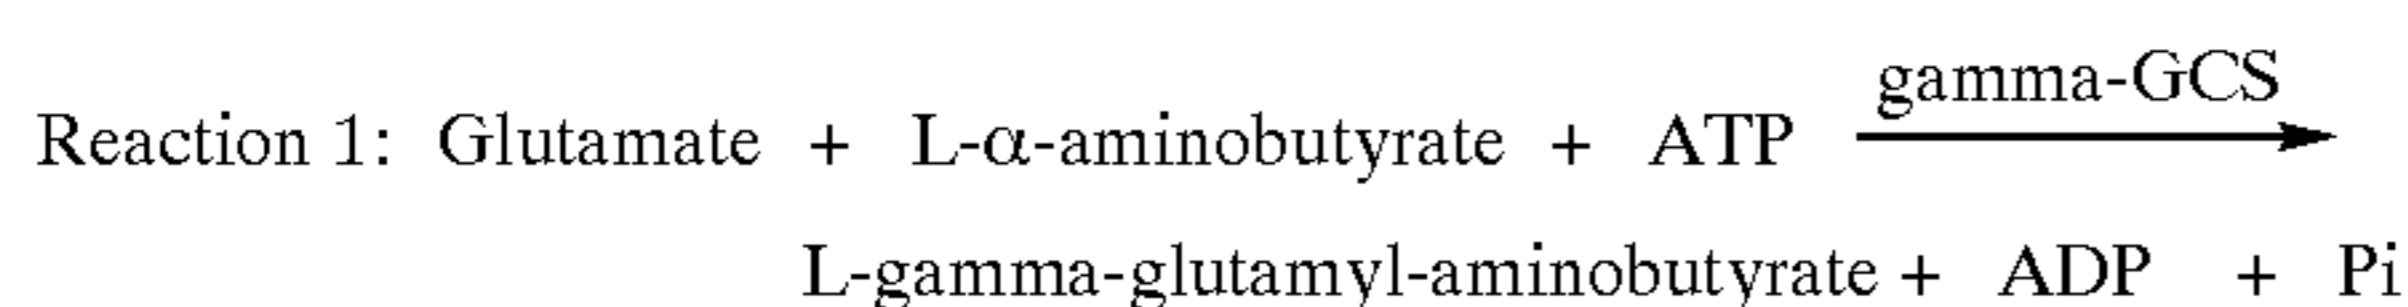 gamma-GCS
Reaction 1: Glutamate + L-α-aminobutyrate + ATP
L-gamma-glutamyl-aminobutyrate + ADP + Pi